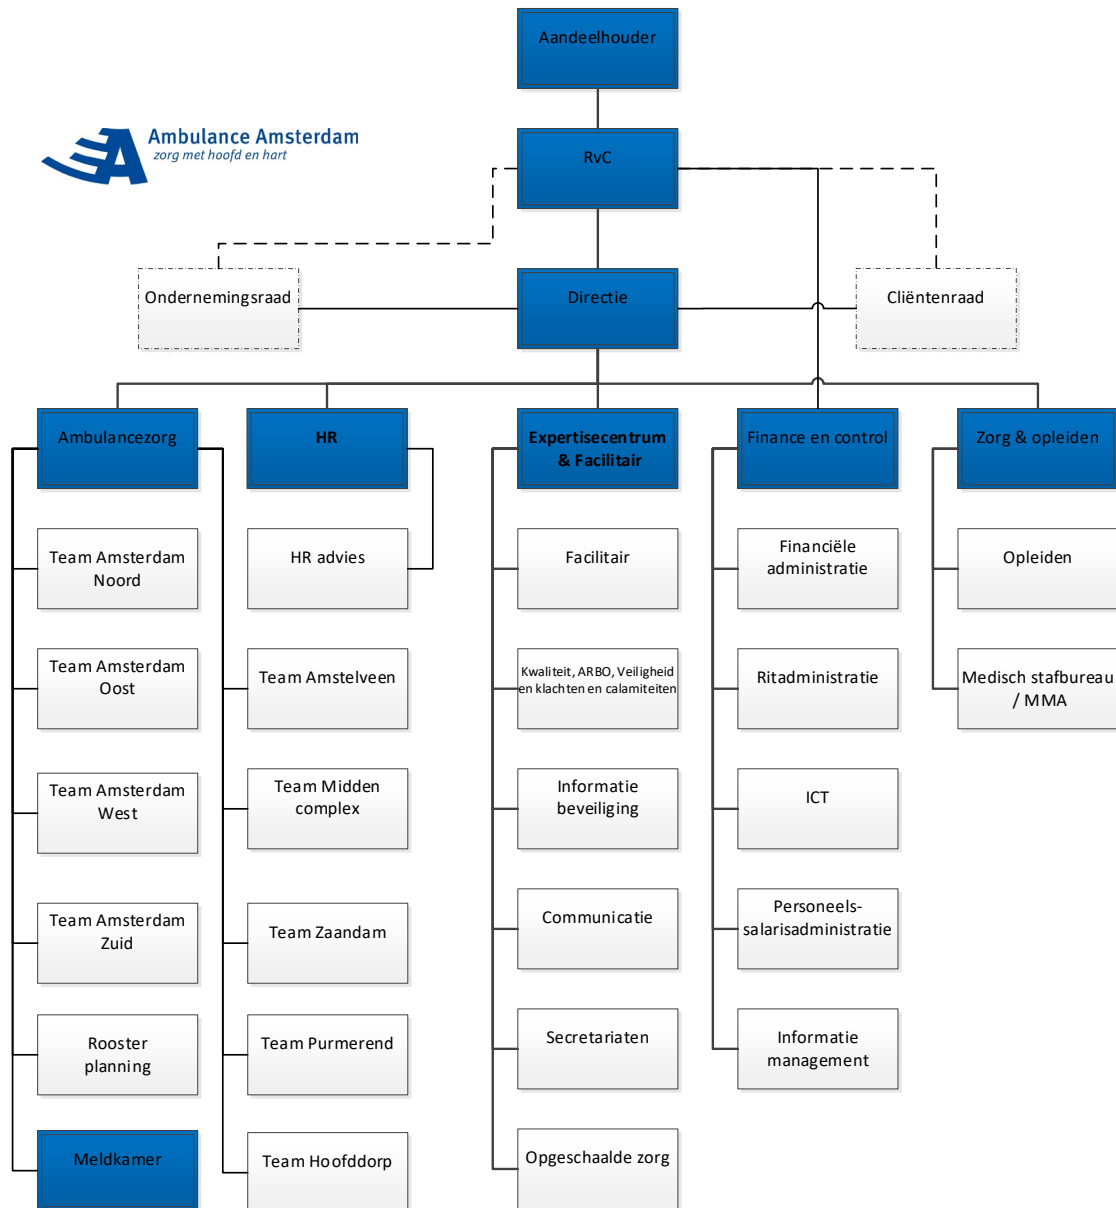 Aandeelhouder
Ambulance Amsterdam
zorg met hoofd en hart
RvC
Ondernemingsraad
Directie
Cliëntenraad
Ambulancezorg
HR
Expertisecentrum
& Facilitair
Finance en control
Zorg & opleiden
Team Amsterdam
Noord
HR advies
Facilitair
Financiële
administratie
Opleiden
Team Amsterdam
Oost
Team Amstelveen
Kwaliteit, ARBO, Veiligheid
en klachten en calamiteiten
Ritadministratie
Medisch stafbureau
/ MMA
Team Amsterdam
West
Team Midden
complex
Informatie
beveiliging
ICT
Team Amsterdam
Zuid
Team Zaandam
Communicatie
Personeels-
salarisadministratie
Rooster
planning
Team Purmerend
Secretariaten
Informatie
management
Meldkamer
Team Hoofddorp
Opgeschaalde zorg